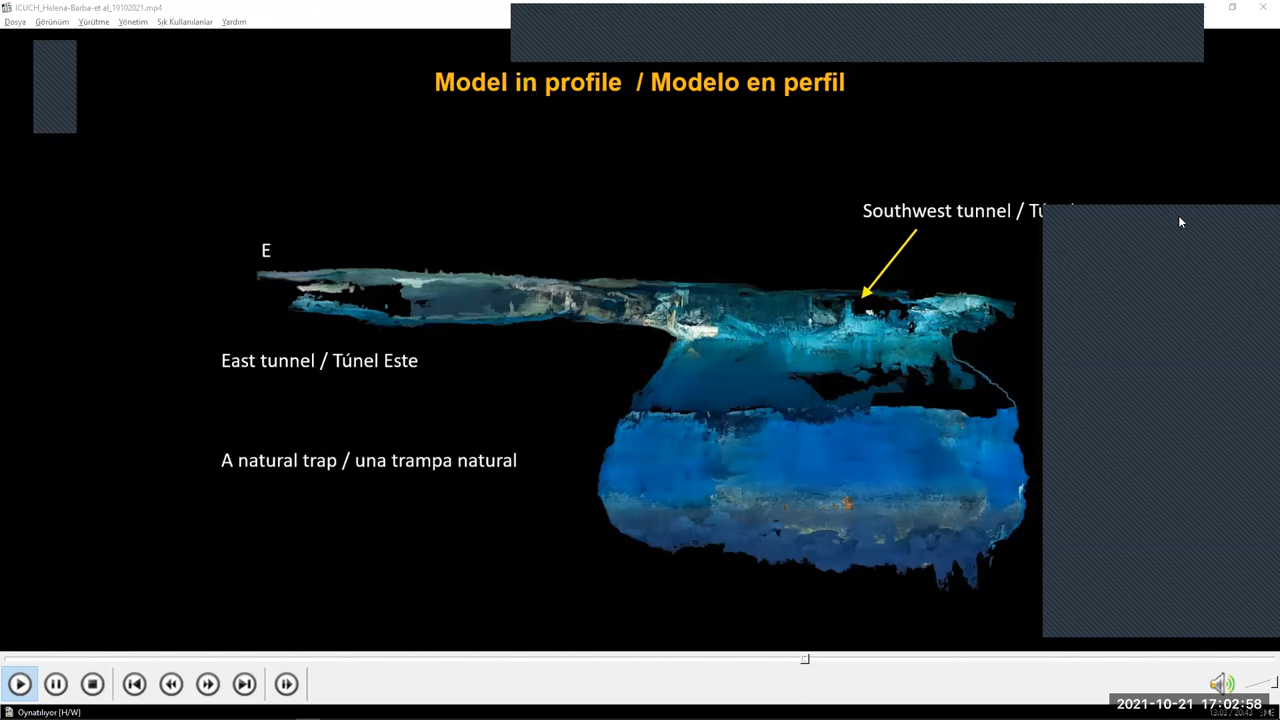 ICUCH_Helena-Barba-et al_19102021.mp4
Dosya Görünüm Yürütme Yönetim Sık Kullanılanlar Yardım
Model in profile / Modelo en perfil
Southwest tunnel /
E
East tunnel / Túnel Este
A natural trap / una trampa natural
2021-10-21 17:02:58
Oynatılıyor [H/W]